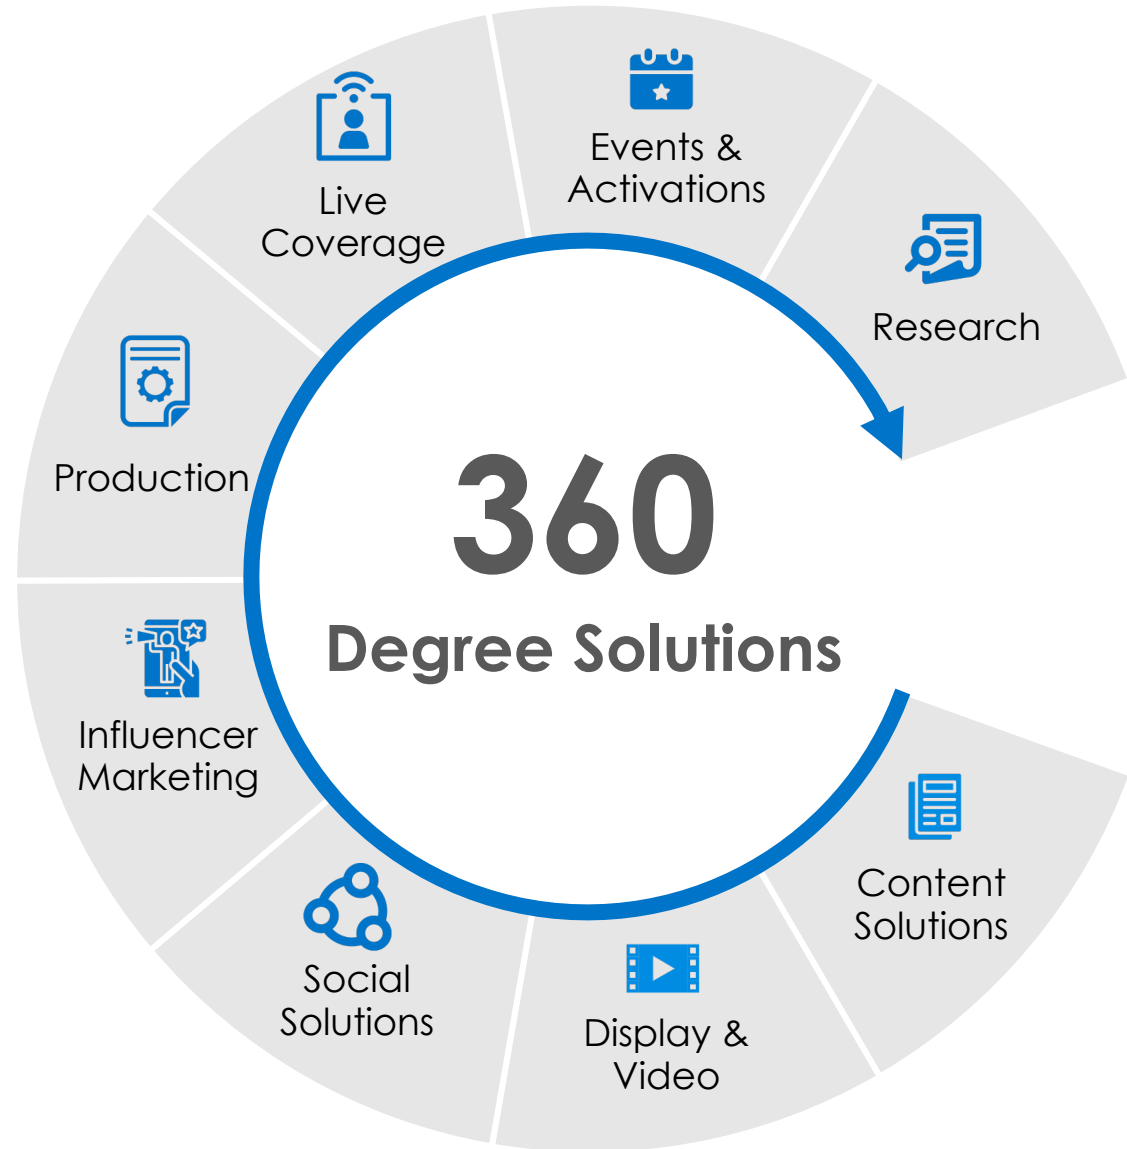 Events &
Activations
Live
Coverage
Research
Production
360
Degree Solutions
Influencer
Marketing
Content
Solutions
Social
Solutions
Display &
Video